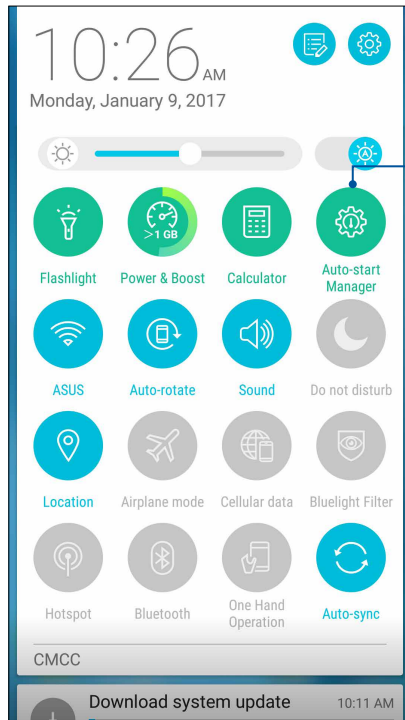 10:26 AM
Monday, January 9, 2017
A
>1 GB
Flashlight
Power & Boost
Calculator
Auto-start
Manager
ASUS
Auto-rotate
Sound
Do not disturb
Location
Airplane mode
Cellular data
Bluelight Filter
Hotspot
Bluetooth
One Hand
Operation
Auto-sync
CMCC
Download system update 10:11 AM